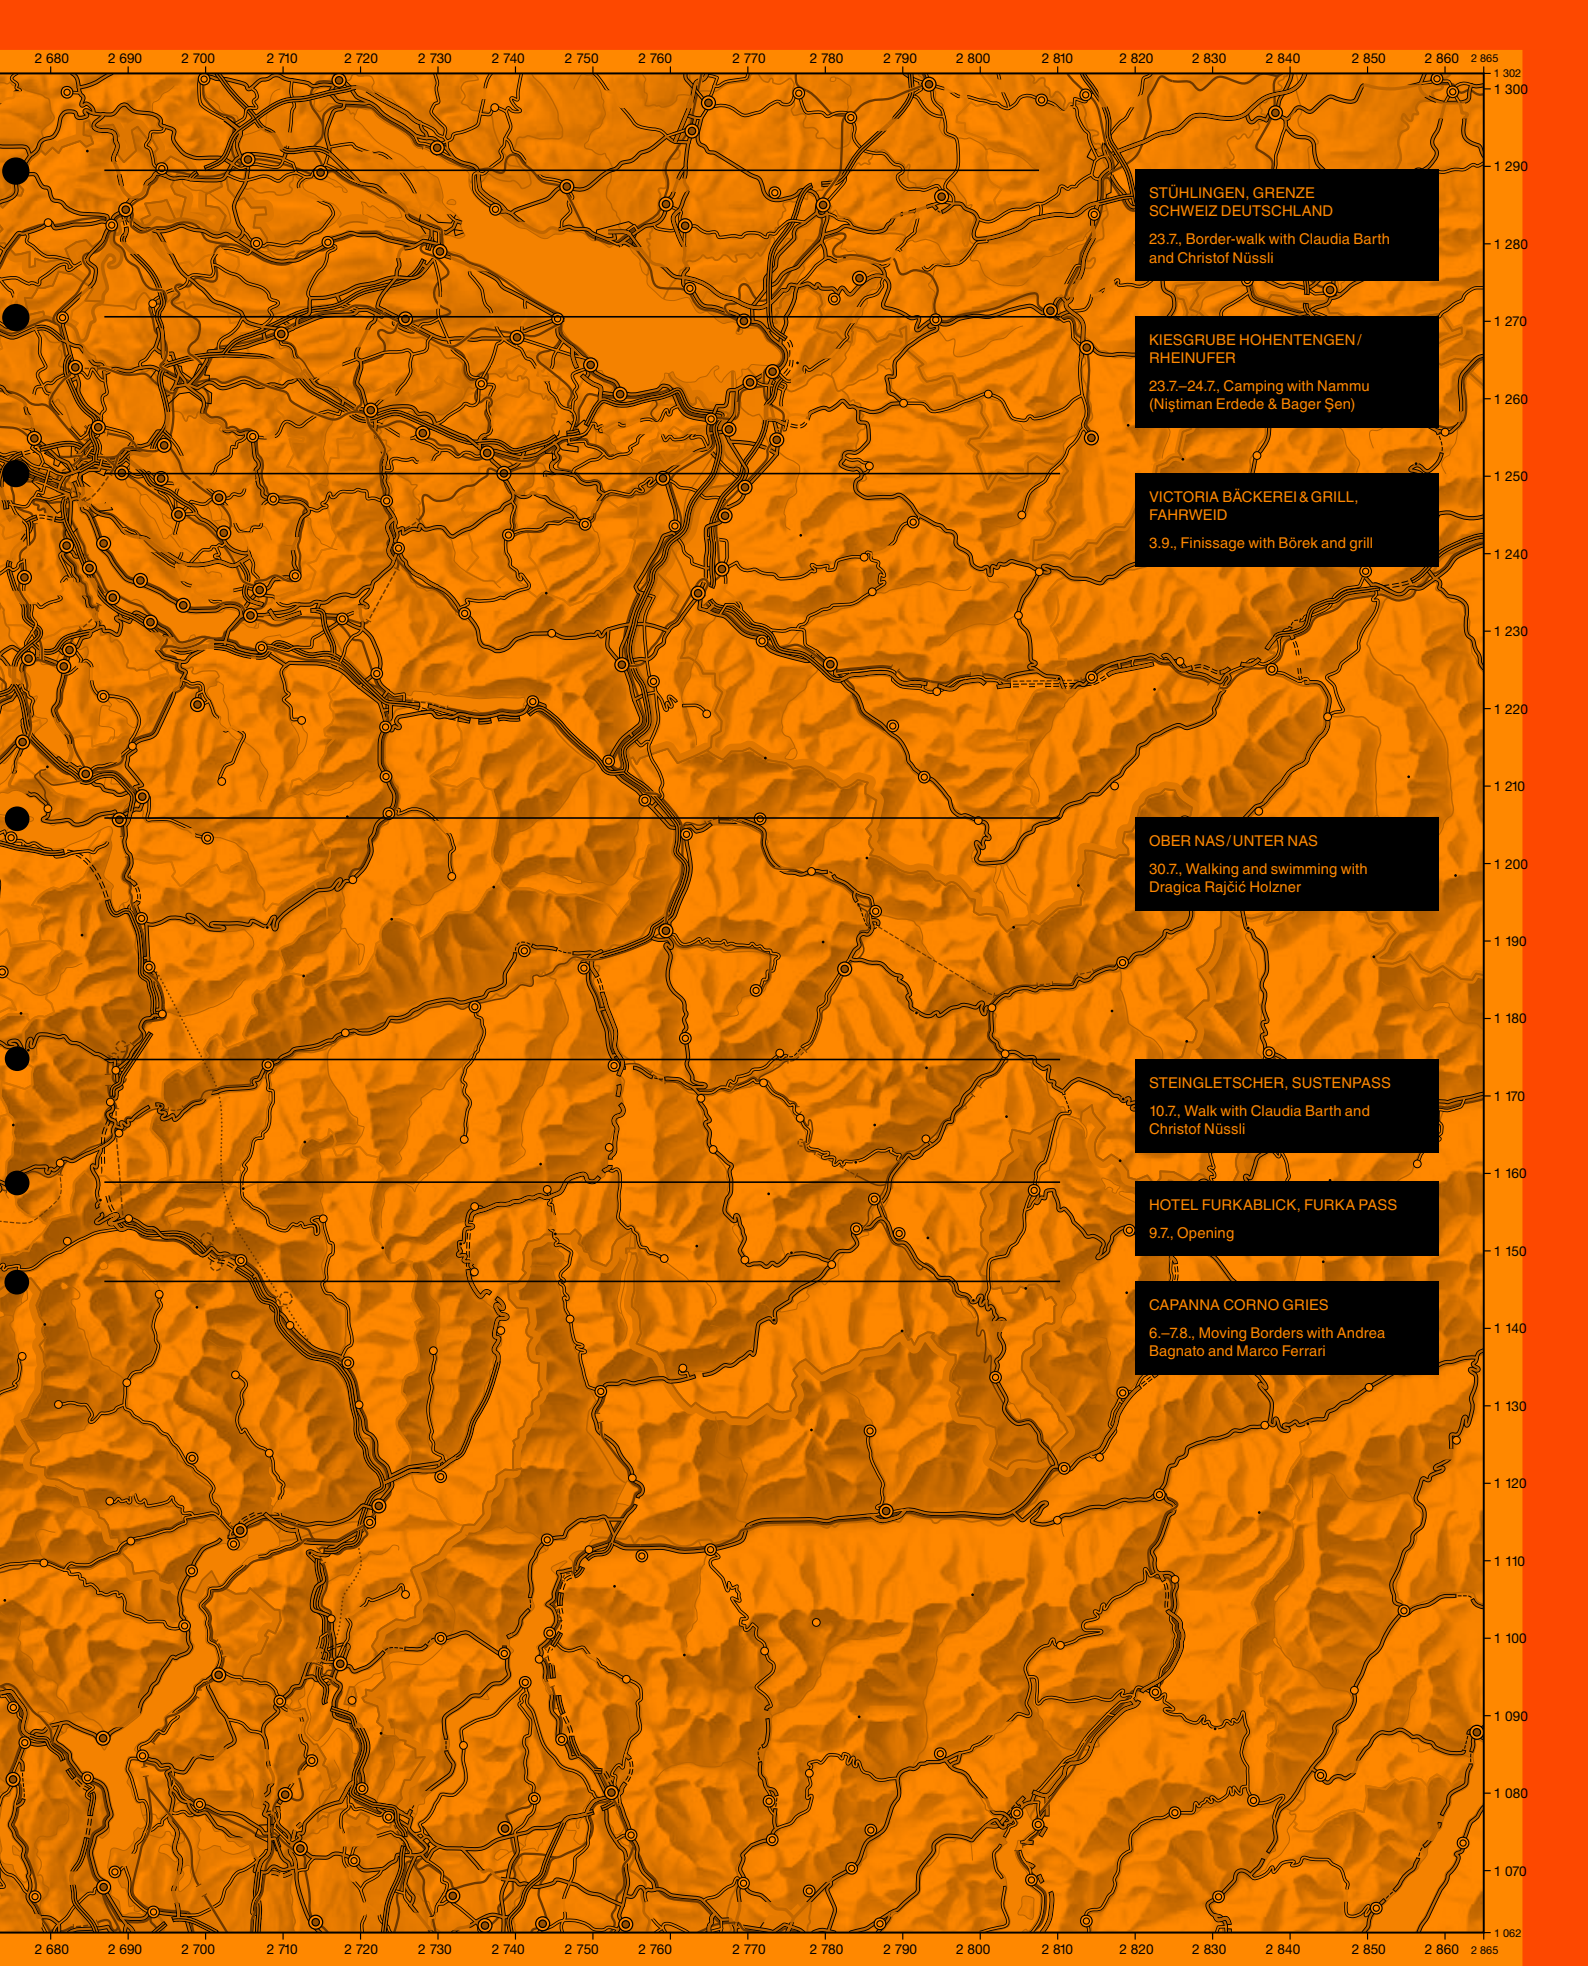 2 680 2 690 2 700 2 710 2 720 2 730 2 740 2 750 2 760 2 770 2 780 2 790 2 800 2 810 2 820 2 830 2 840 2 850 2 860 2 865
1 302
1 300
1 290
STÜHLINGEN, GRENZE
SCHWEIZ DEUTSCHLAND
23.7., Border-walk with Claudia Barth
and Christof Nüssli
1 280
1 270
KIESGRUBE HOHENTENGEN/
RHEINUFER
23.7.–24.7., Camping with Nammu
(Niştiman Erdede & Bager Şen)
1 260
1 250
VICTORIA BÄCKEREI & GRILL,
FAHRWEID
3.9., Finissage with Börek and grill
1 240
1 230
1 220
1 210
OBER NAS/UNTER NAS
30.7., Walking and swimming with
Dragica Rajčić Holzner
1 200
1 190
1 180
1 170
STEINGLETSCHER, SUSTENPASS
10.7., Walk with Claudia Barth and
Christof Nüssli
1 160
HOTEL FURKABLICK, FURKA PASS
9.7., Opening
1 150
CAPANNA CORNO GRIES
6.–7.8., Moving Borders with Andrea
Bagnato and Marco Ferrari
1 140
1 130
1 120
1 110
1 100
1 090
1 080
1 070
1 062
2 680 2 690 2 700 2 710 2 720 2 730 2 740 2 750 2 760 2 770 2 780 2 790 2 800 2 810 2 820 2 830 2 840 2 850 2 860 2 865